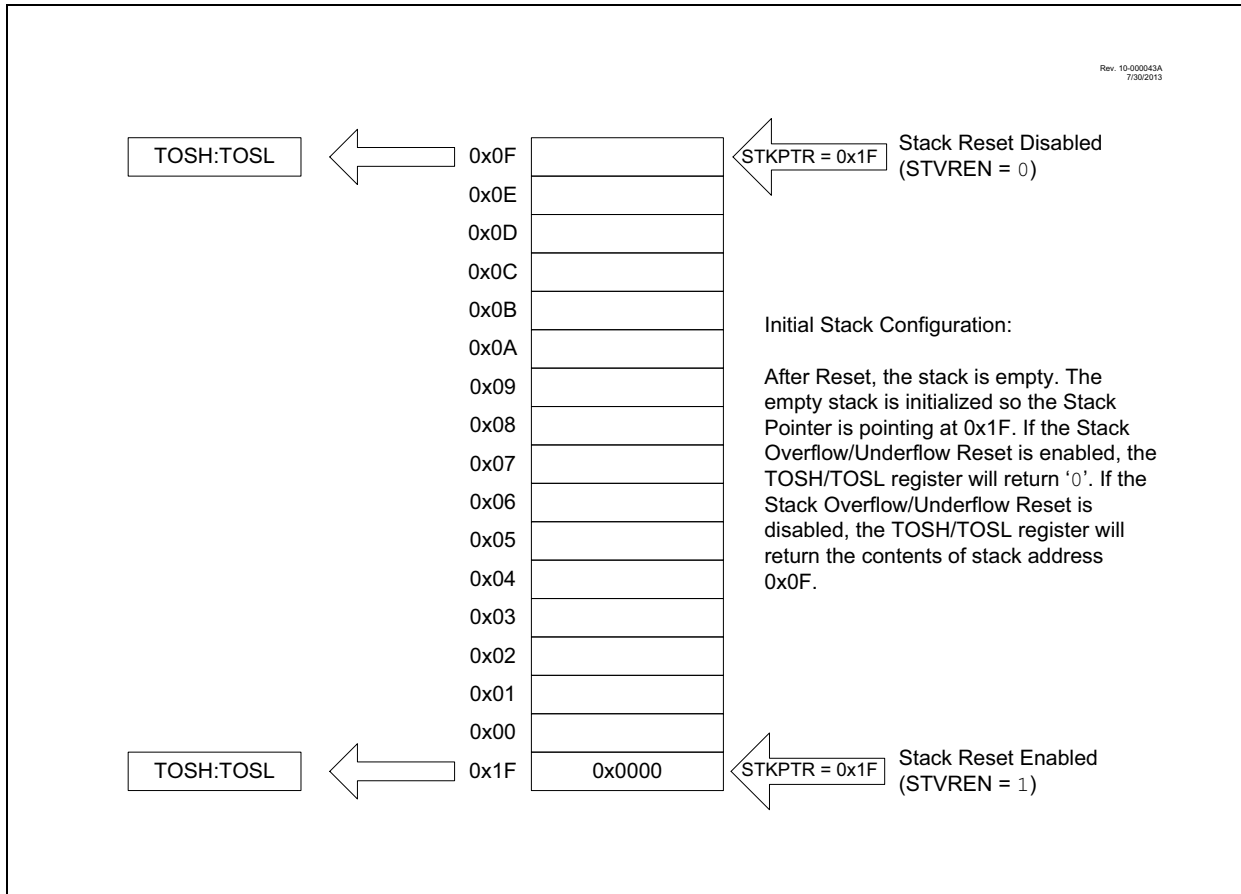 Rev. 10-000043A
7/30/2013
TOSH:TOSL
0x0F
STKPTR = 0x1F
Stack Reset Disabled
(STVREN = 0)
0x0E
0x0D
0x0C
0x0B
0x0A
0x09
0x08
0x07
0x06
0x05
0x04
0x03
0x02
0x01
0x00
Initial Stack Configuration:
After Reset, the stack is empty. The
empty stack is initialized so the Stack
Pointer is pointing at 0x1F. If the Stack
Overflow/Underflow Reset is enabled, the
TOSH/TOSL register will return ‘0’. If the
Stack Overflow/Underflow Reset is
disabled, the TOSH/TOSL register will
return the contents of stack address
0x0F.
TOSH:TOSL
0x1F
0x0000
STKPTR = 0x1F
Stack Reset Enabled
(STVREN = 1)